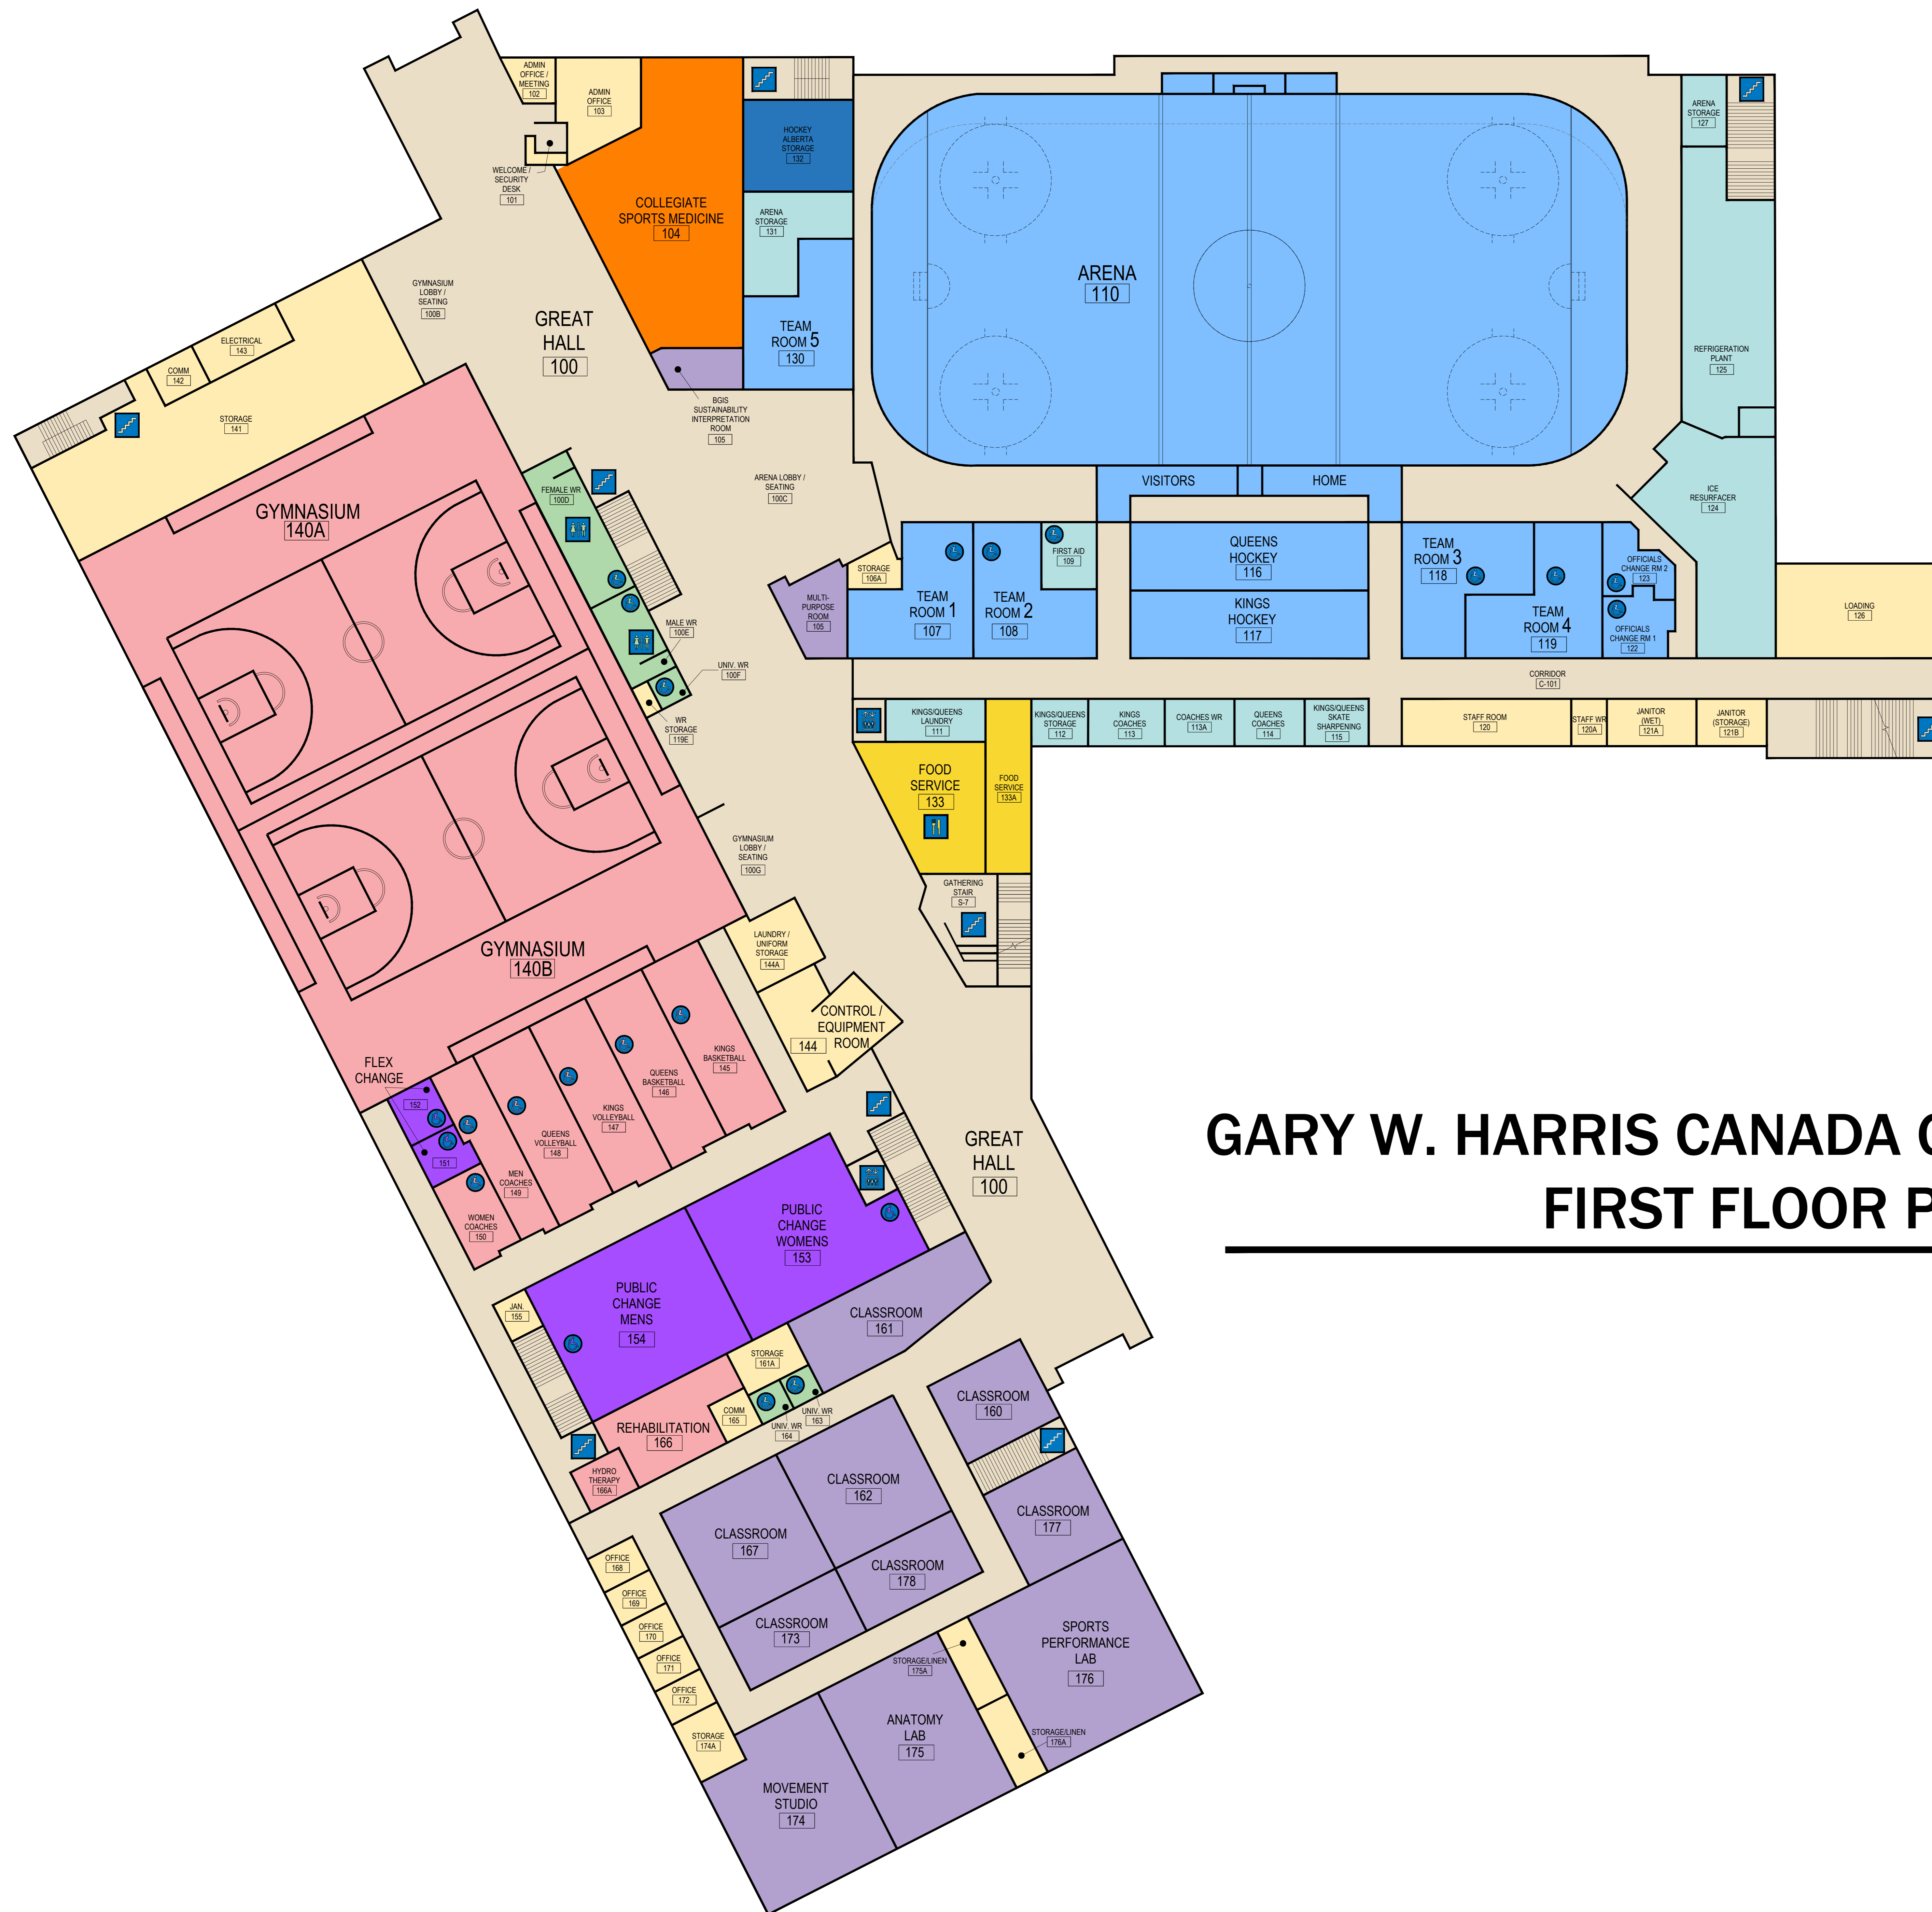 ADMIN
OFFICE /
MEETING
102
ADMIN
OFFICE
103
WELCOME /
SECURITY
DESK
101
COLLEGIATE
SPORTS MEDICINE
104
HOCKEY
ALBERTA
STORAGE
132
ARENA
STORAGE
131
TEAM
ROOM 5
130
BGIS
SUSTAINABILITY
INTERPRETATION
ROOM
105
ARENA
110
VISITORS
HOME
ARENA
STORAGE
127
REFRIGERATION
PLANT
125
ICE
RESURFACER
124
LOADING
126
GYMNASIUM
LOBBY /
SEATING
100B
GREAT
HALL
100
ELECTRICAL
143
COMM
142
STORAGE
141
GYMNASIUM
140A
FEMALE WR
100D
ARENA LOBBY /
SEATING
100C
MALE WR
100E
UNIV. WR
100F
WR
STORAGE
119E
MULTI-
PURPOSE
ROOM
105
STORAGE
106A
TEAM
ROOM 1
107
TEAM
ROOM 2
108
FIRST AID
109
QUEENS
HOCKEY
116
KINGS
HOCKEY
117
TEAM
ROOM 3
118
TEAM
ROOM 4
119
OFFICIALS
CHANGE RM 2
123
OFFICIALS
CHANGE RM 1
122
CORRIDOR
C-101
KINGS/QUEENS
LAUNDRY
111
KINGS/QUEENS
STORAGE
112
KINGS
COACHES
113
COACHES WR
113A
QUEENS
COACHES
114
KINGS/QUEENS
SKATE
SHARPENING
115
STAFF ROOM
120
STAFF WR
120A
JANITOR
(WET)
121A
JANITOR
(STORAGE)
121B
FOOD
SERVICE
133
FOOD
SERVICE
133A
GATHERING
STAIR
S-7
GYMNASIUM
LOBBY /
SEATING
100G
GYMNASIUM
140B
LAUNDRY /
UNIFORM
STORAGE
144A
CONTROL /
EQUIPMENT
ROOM
144
FLEX
CHANGE
152
151
KINGS
BASKETBALL
145
QUEENS
BASKETBALL
146
KINGS
VOLLEYBALL
147
QUEENS
VOLLEYBALL
148
MEN
COACHES
149
WOMEN
COACHES
150
GREAT
HALL
100
GARY W. HARRIS CANADA
FIRST FLOOR P
PUBLIC
CHANGE
WOMENS
153
PUBLIC
CHANGE
MENS
154
JAN.
155
CLASSROOM
161
STORAGE
161A
COMM
165
UNIV. WR
163
UNIV. WR
164
REHABILITATION
166
HYDRO
THERAPY
166A
CLASSROOM
160
CLASSROOM
162
CLASSROOM
167
CLASSROOM
177
CLASSROOM
178
CLASSROOM
173
OFFICE
168
OFFICE
169
OFFICE
170
OFFICE
171
OFFICE
172
STORAGE
174A
STORAGE/LINEN
175A
SPORTS
PERFORMANCE
LAB
176
ANATOMY
LAB
175
STORAGE/LINEN
176A
MOVEMENT
STUDIO
174